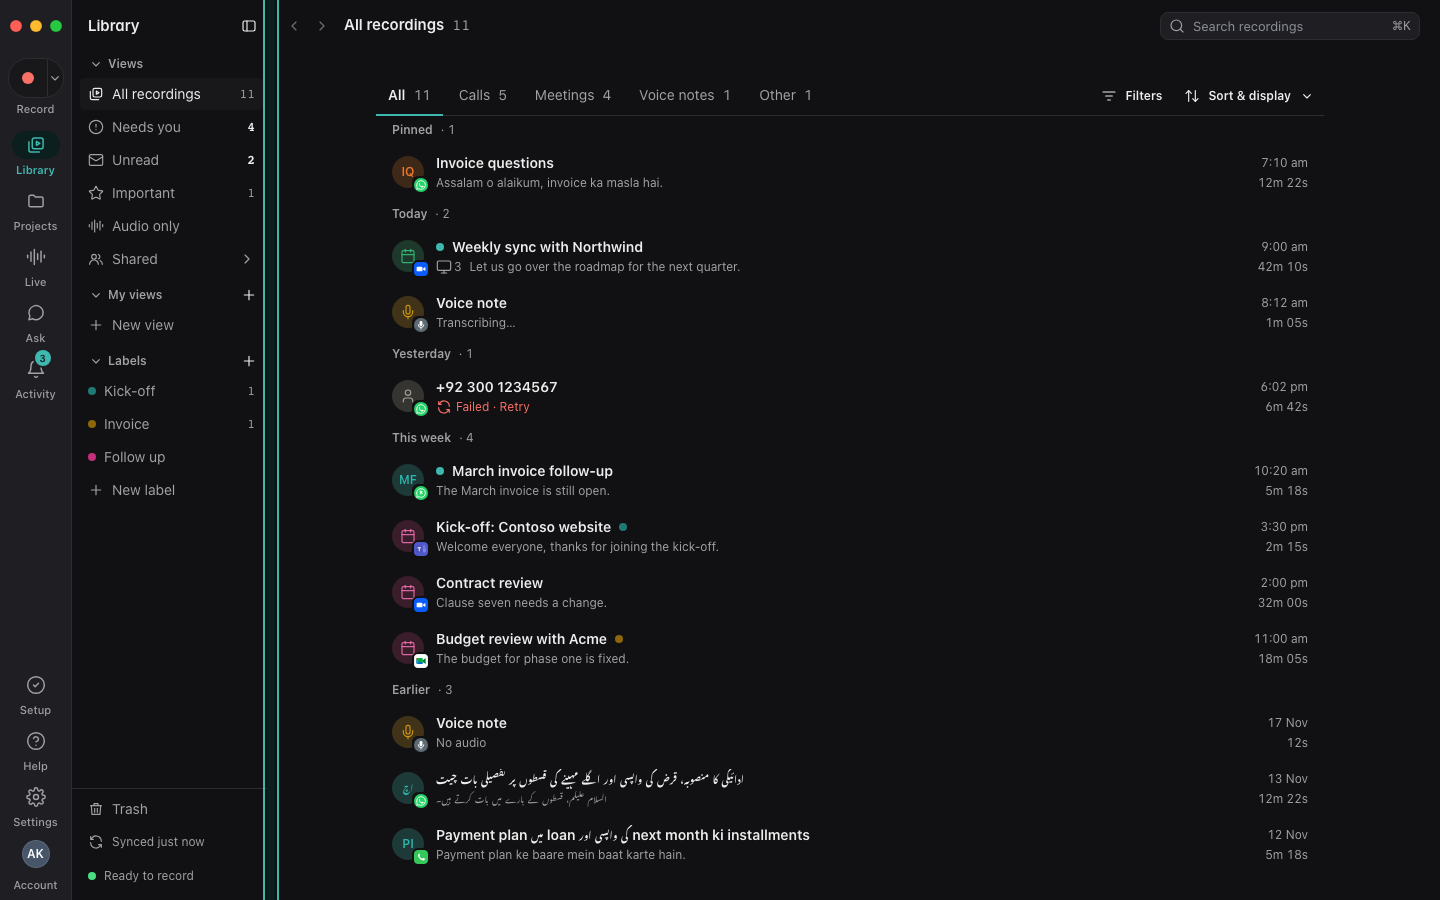 Library
Record
Library
Projects
Live
Ask
3
Activity
Setup
Help
Settings
AK
Account
Views
All recordings 11
Needs you 4
Unread 2
Important 1
Audio only
Shared
My views
New view
Labels
Kick-off 1
Invoice 1
Follow up
New label
Trash
Synced just now
Ready to record
All recordings 11
Search recordings ⌘K
All 11 Calls 5 Meetings 4 Voice notes 1 Other 1
Filters Sort & display
Pinned · 1
IQ
Invoice questions 7:10 am
Assalam o alaikum, invoice ka masla hai. 12m 22s
Today · 2
Weekly sync with Northwind 9:00 am
3 Let us go over the roadmap for the next quarter. 42m 10s
Voice note 8:12 am
Transcribing... 1m 05s
Yesterday · 1
+92 300 1234567 6:02 pm
Failed · Retry 6m 42s
This week · 4
MF
March invoice follow-up 10:20 am
The March invoice is still open. 5m 18s
Kick-off: Contoso website 3:30 pm
Welcome everyone, thanks for joining the kick-off. 2m 15s
Contract review 2:00 pm
Clause seven needs a change. 32m 00s
Budget review with Acme 11:00 am
The budget for phase one is fixed. 18m 05s
Earlier · 3
Voice note 17 Nov
No audio 12s
اچ
ادائیگی کا منصوبہ، قرض کی واپسی اور اگلے مہینے کی قسطوں پر تفصیلی بات چیت 13 Nov
السلام علیکم، قسطوں کے بارے میں بات کرتے ہیں۔ 12m 22s
PI
Payment plan میں loan کی واپسی اور next month ki installments 12 Nov
Payment plan ke baare mein baat karte hain. 5m 18s